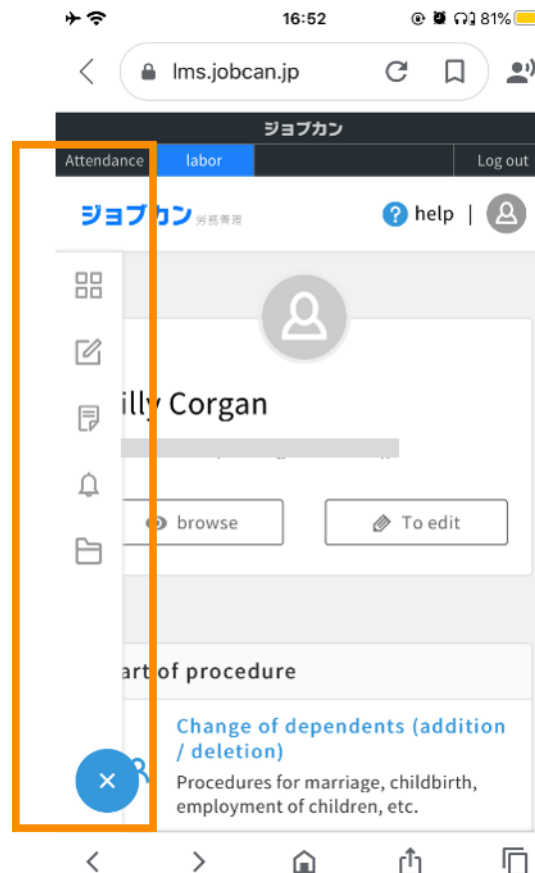 16:52
81%
lms.jobcan.jp
ジョブカン
Attendance labor Log out
ジョブカン 労務管理 ? help |
illy Corgan
browse To edit
art of procedure
Change of dependents (addition
/ deletion)
Procedures for marriage, childbirth,
employment of children, etc.